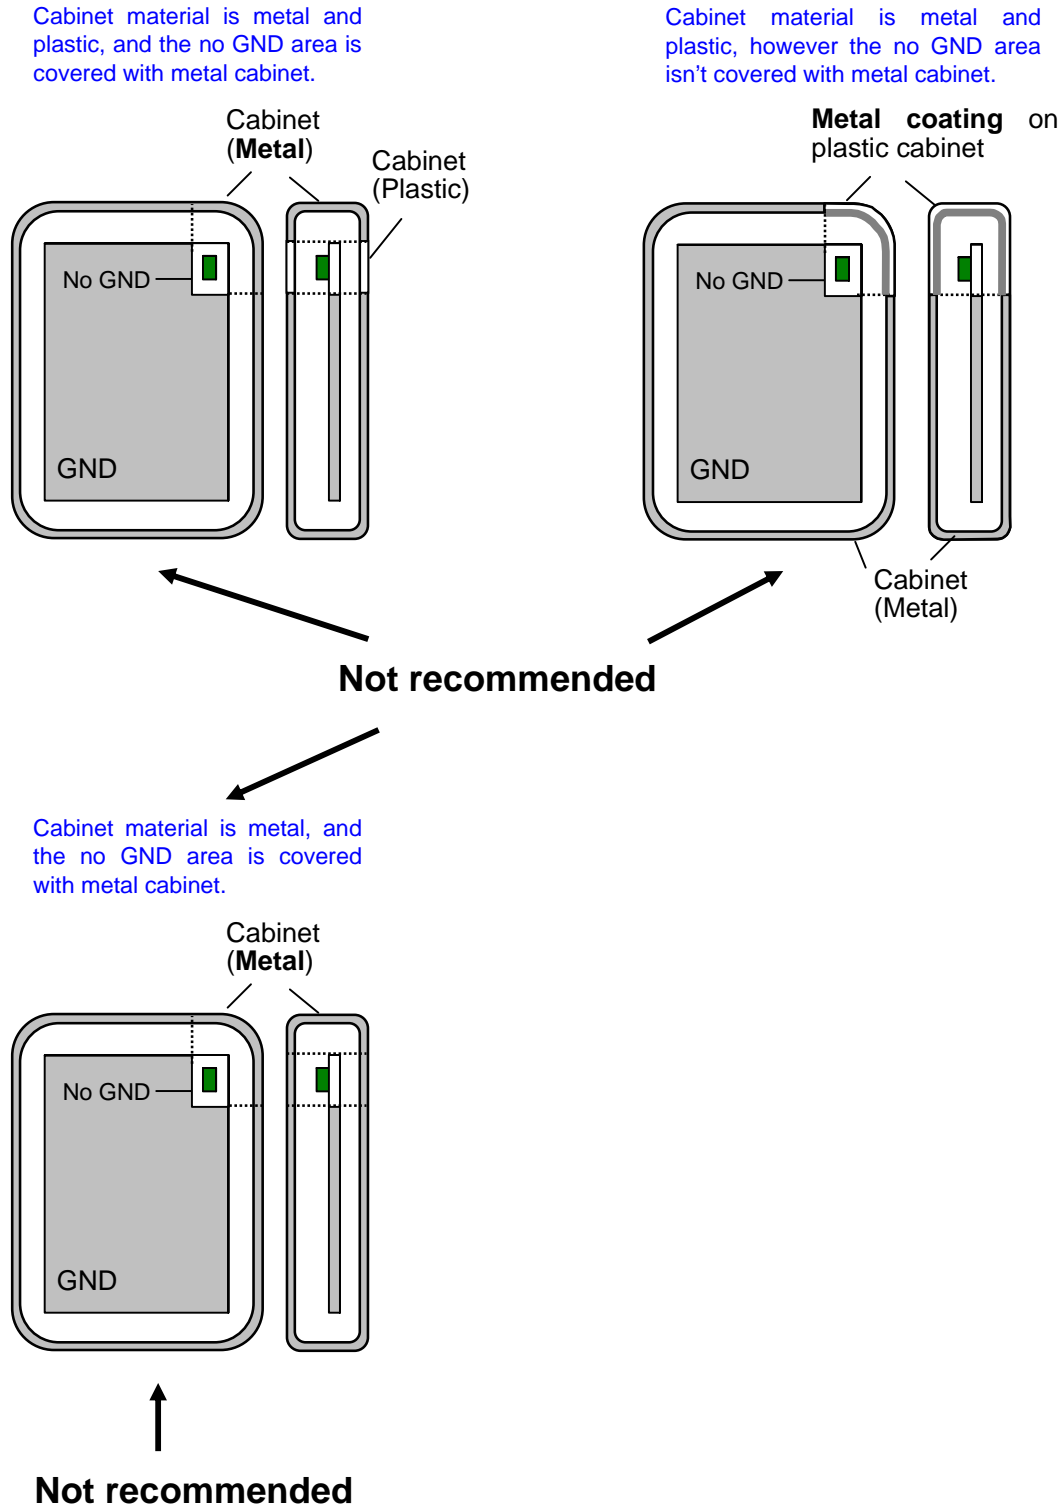 Cabinet material is metal and
plastic, and the no GND area is
covered with metal cabinet.
Cabinet
(Metal)
Cabinet
(Plastic)
No GND
GND
Cabinet material is metal and
plastic, however the no GND area
isn't covered with metal cabinet.
Metal coating on
plastic cabinet
No GND
GND
Cabinet
(Metal)
Not recommended
Cabinet material is metal, and
the no GND area is covered
with metal cabinet.
Cabinet
(Metal)
No GND
GND
Not recommended